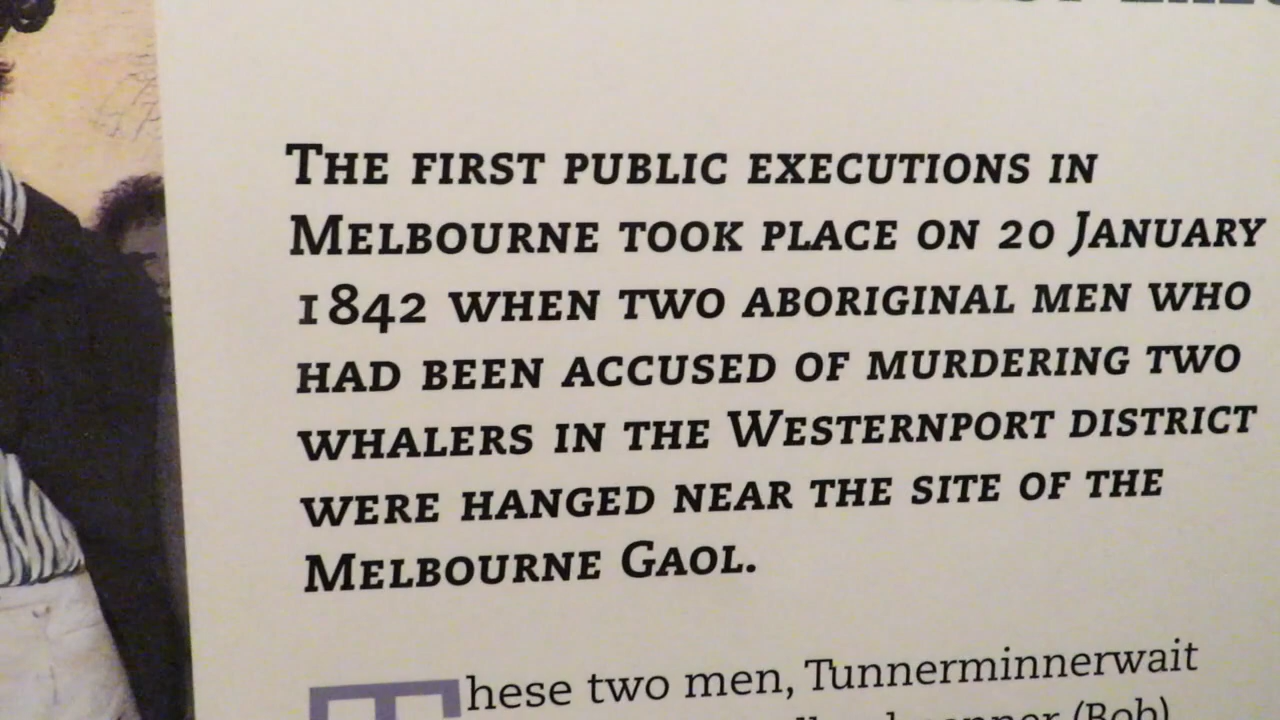 The first public executions in
Melbourne took place on 20 January
1842 when two aboriginal men who
had been accused of murdering two
whalers in the Westernport district
were hanged near the site of the
Melbourne Gaol.
These two men, Tunnerminnerwait
(Bob)